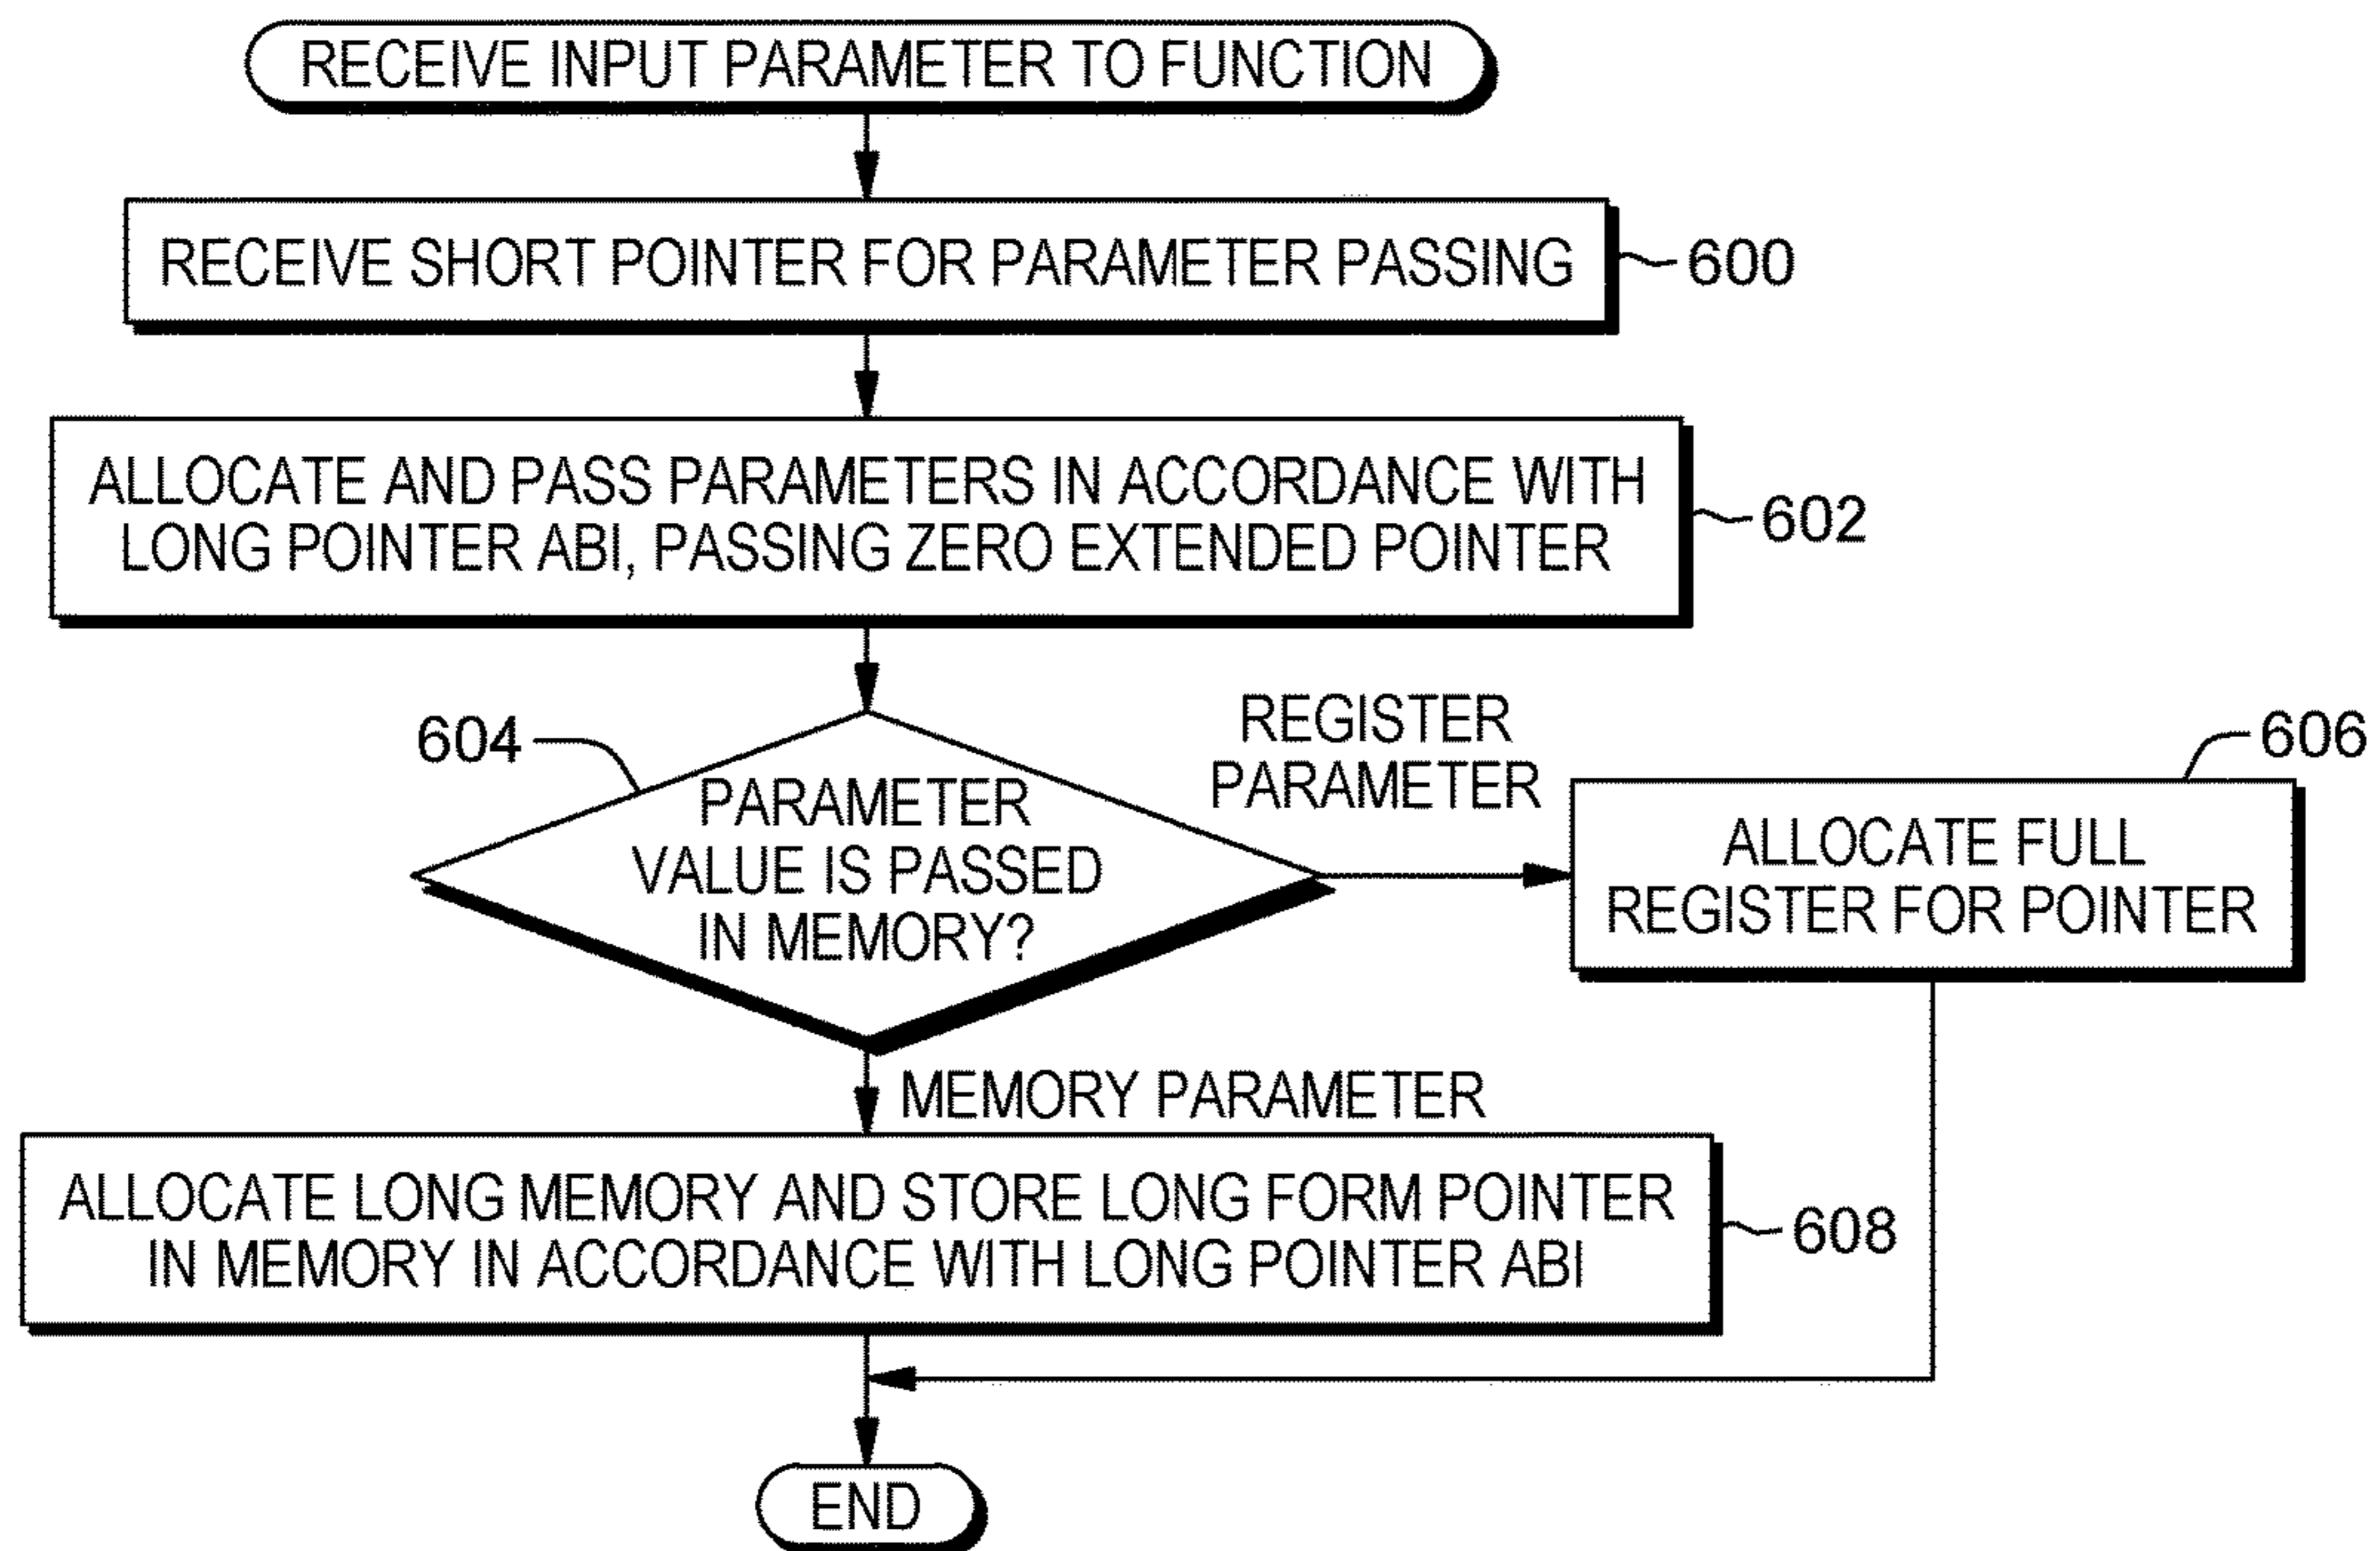 RECEIVE INPUT PARAMETER TO FUNCTION
RECEIVE SHORT POINTER FOR PARAMETER PASSING
600
ALLOCATE AND PASS PARAMETERS IN ACCORDANCE WITH
LONG POINTER ABI, PASSING ZERO EXTENDED POINTER
602
604
PARAMETER
VALUE IS PASSED
IN MEMORY?
REGISTER
PARAMETER
606
ALLOCATE FULL
REGISTER FOR POINTER
MEMORY PARAMETER
ALLOCATE LONG MEMORY AND STORE LONG FORM POINTER
IN MEMORY IN ACCORDANCE WITH LONG POINTER ABI
608
END